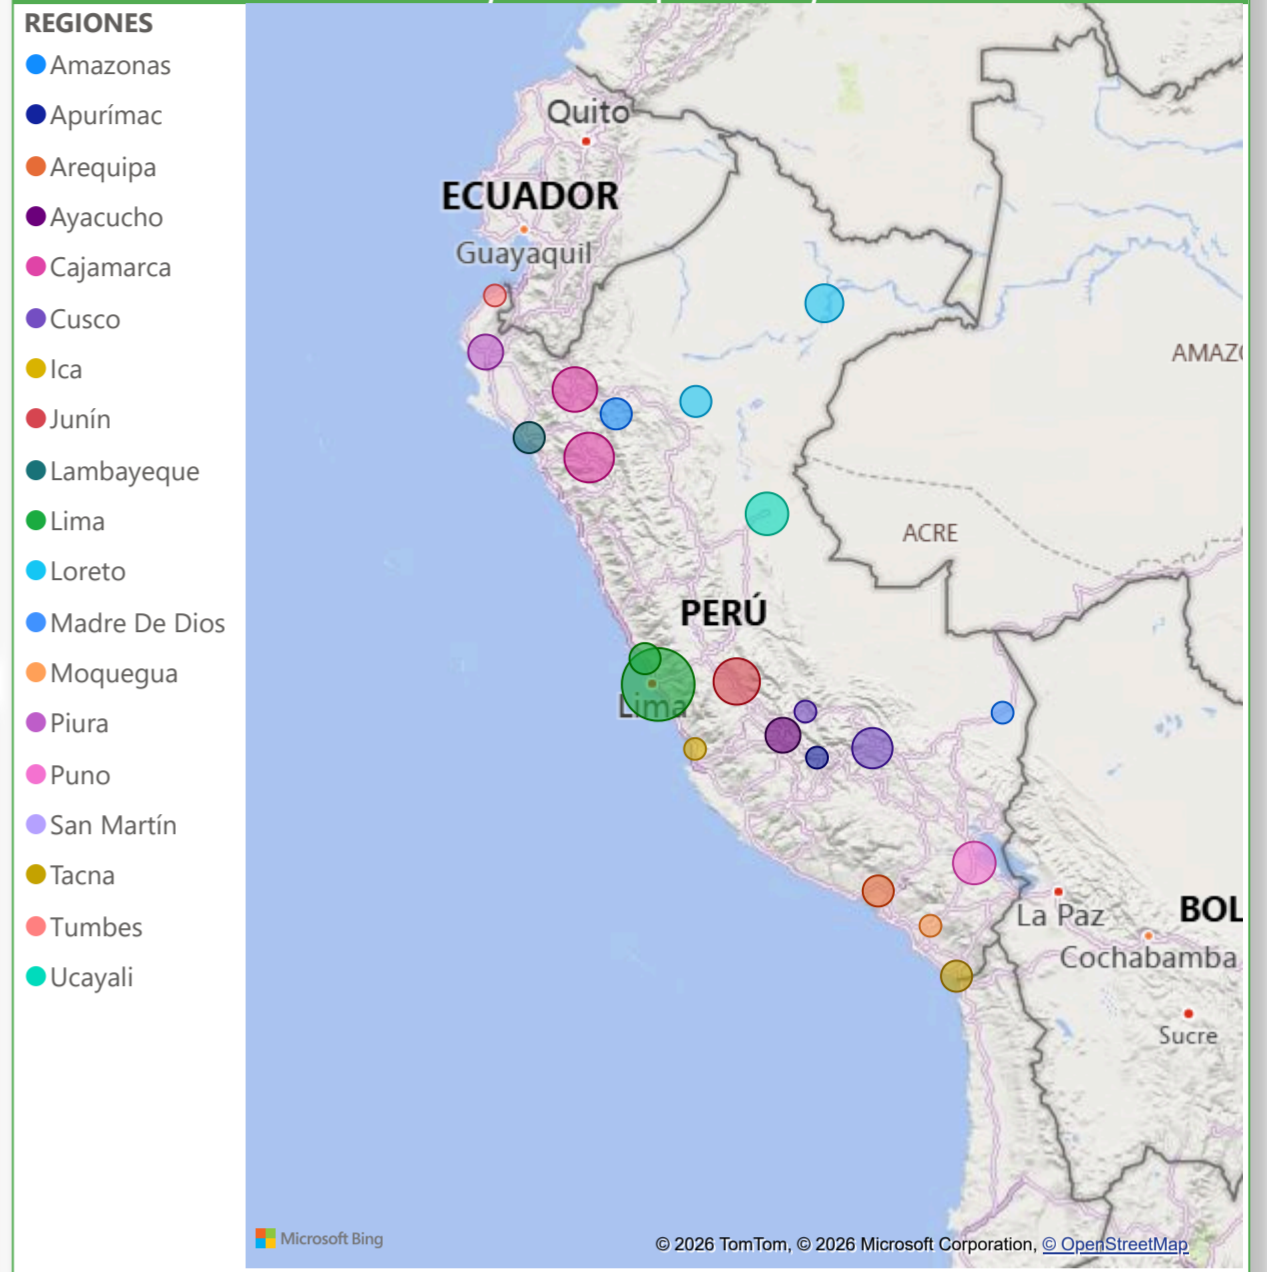 REGIONES
Amazonas
Apurímac
Arequipa
Ayacucho
Cajamarca
Cusco
Ica
Junín
Lambayeque
Lima
Loreto
Madre De Dios
Moquegua
Piura
Puno
San Martín
Tacna
Tumbes
Ucayali
Quito
ECUADOR
Guayaquil
AMAZ
ACRE
PERÚ
Lima
La Paz
BOL
Cochabamba
Sucre
Microsoft Bing
© 2026 TomTom, © 2026 Microsoft Corporation, © OpenStreetMap